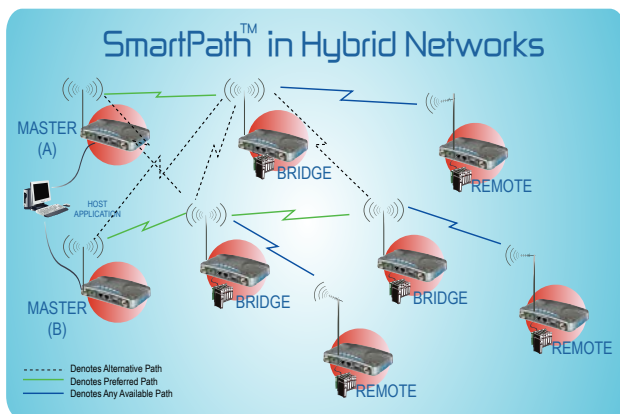 SmartPath™ in Hybrid Networks
MASTER
(A)
BRIDGE
REMOTE
HOST
APPLICATION
MASTER
(B)
BRIDGE
BRIDGE
REMOTE
REMOTE
Denotes Alternative Path
Denotes Preferred Path
Denotes Any Available Path